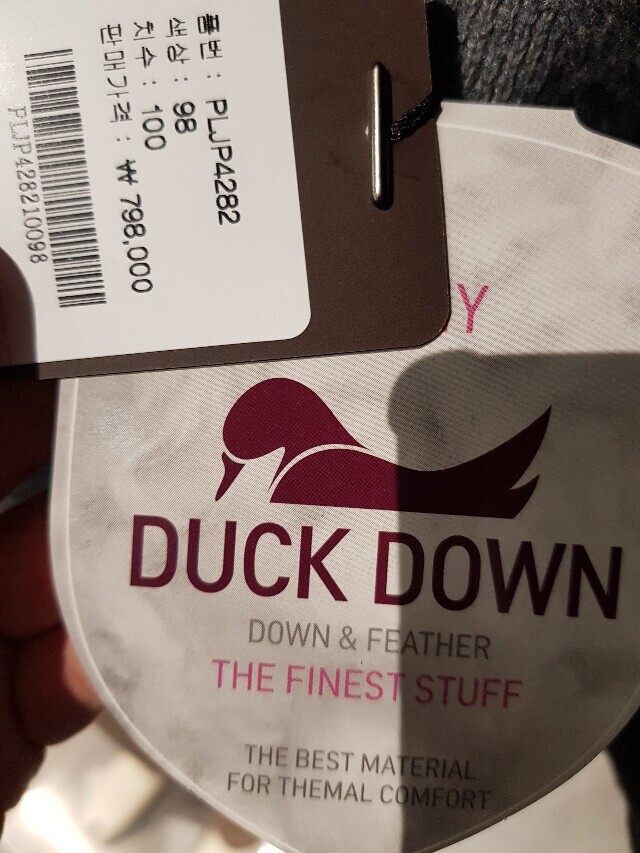 품번 : PLJP4282
색상 : 98
치수 : 100
판매가격 : ₩ 798,000
PLJP428210098
Y
DUCK DOWN
DOWN & FEATHER
THE FINEST STUFF
THE BEST MATERIAL
FOR THEMAL COMFORT